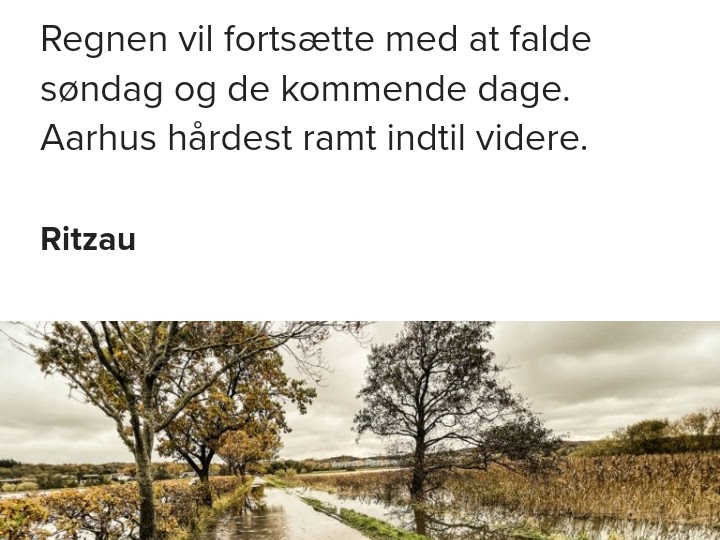 Regnen vil fortsætte med at falde
søndag og de kommende dage.
Aarhus hårdest ramt indtil videre.
Ritzau